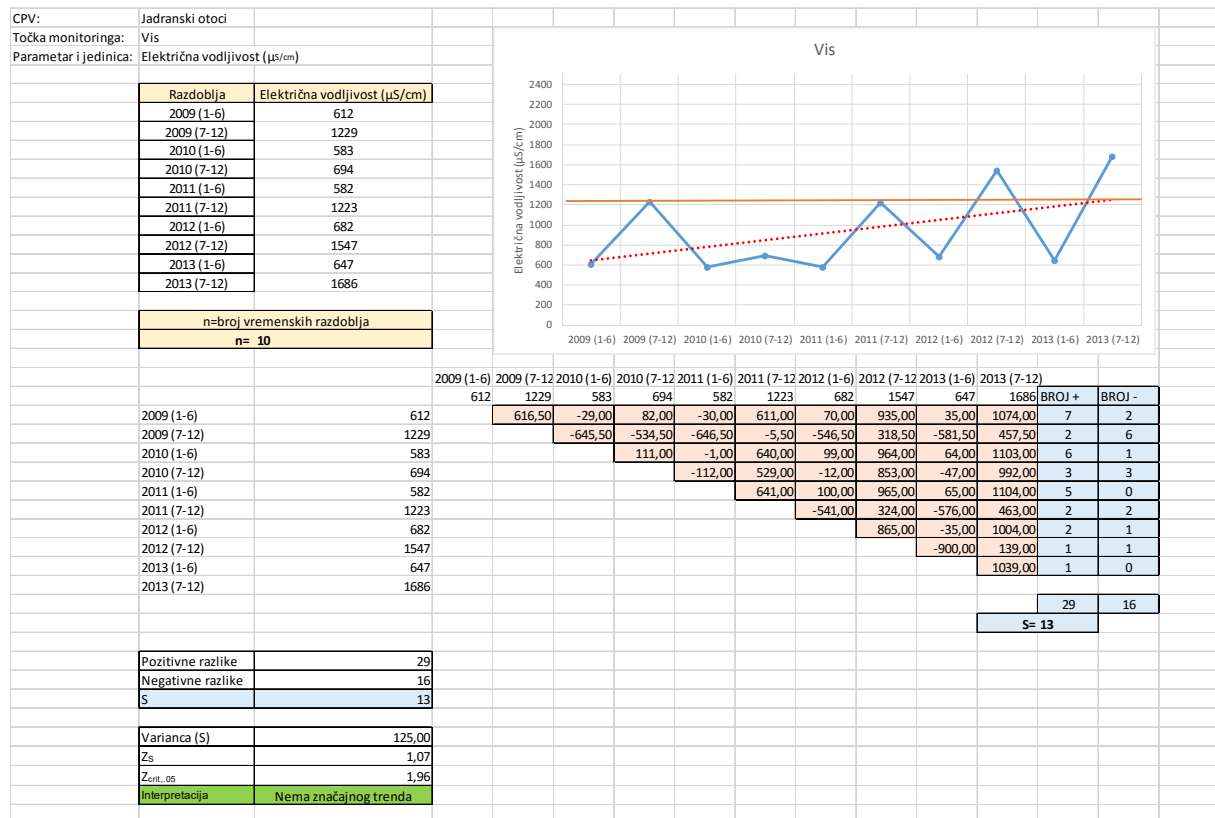 CPV: Jadranski otoci
Točka monitoringa: Vis
Parametar i jedinica: Električna vodljivost (µS/cm)
Razdoblja Električna vodljivost (µS/cm)
2009 (1-6) 612
2009 (7-12) 1229
2010 (1-6) 583
2010 (7-12) 694
2011 (1-6) 582
2011 (7-12) 1223
2012 (1-6) 682
2012 (7-12) 1547
2013 (1-6) 647
2013 (7-12) 1686
n=broj vremenskih razdoblja
n= 10
Vis
Električna vodljivost (µS/cm)
2400
2200
2000
1800
1600
1400
1200
1000
800
600
400
200
0
2009 (1-6) 2009 (7-12) 2010 (1-6) 2010 (7-12) 2011 (1-6) 2011 (7-12) 2012 (1-6) 2012 (7-12) 2013 (1-6) 2013 (7-12)
2009 (1-6) 2009 (7-12 2010 (1-6) 2010 (7-12 2011 (1-6) 2011 (7-12 2012 (1-6) 2012 (7-12 2013 (1-6) 2013 (7-12)
612 1229 583 694 582 1223 682 1547 647 1686 BROJ + BROJ -
2009 (1-6) 612 616,50 -29,00 82,00 -30,00 611,00 70,00 935,00 35,00 1074,00 7 2
2009 (7-12) 1229 -645,50 -534,50 -646,50 -5,50 -546,50 318,50 -581,50 457,50 2 6
2010 (1-6) 583 111,00 -1,00 640,00 99,00 964,00 64,00 1103,00 6 1
2010 (7-12) 694 -112,00 529,00 -12,00 853,00 -47,00 992,00 3 3
2011 (1-6) 582 641,00 100,00 965,00 65,00 1104,00 5 0
2011 (7-12) 1223 -541,00 324,00 -576,00 463,00 2 2
2012 (1-6) 682 865,00 -35,00 1004,00 2 1
2012 (7-12) 1547 -900,00 139,00 1 1
2013 (1-6) 647 1039,00 1 0
2013 (7-12) 1686
29 16
S= 13
Pozitivne razlike 29
Negativne razlike 16
S 13
Varianca (S) 125,00
ZS 1,07
Zcrit,.05 1,96
Interpretacija Nema značajnog trenda